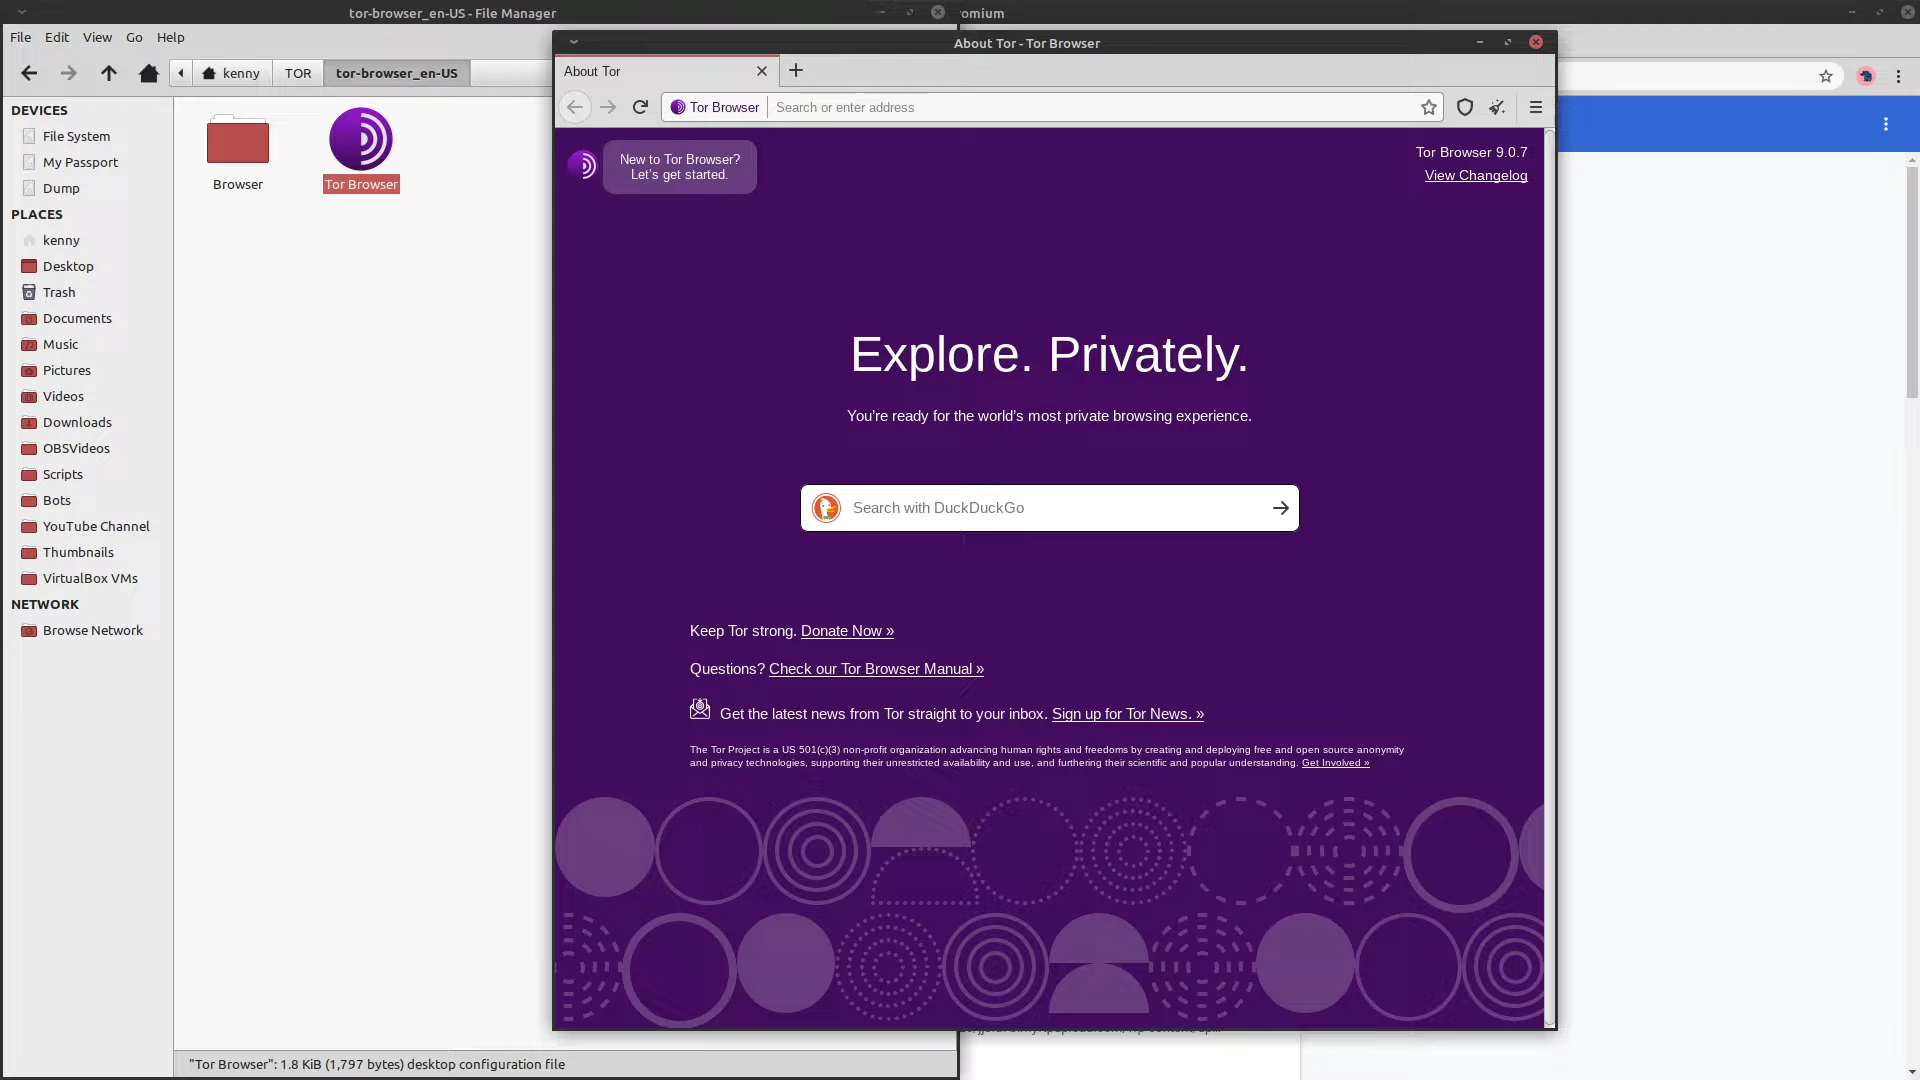 tor-browser_en-US - File Manager
omium
File Edit View Go Help
kenny TOR tor-browser_en-US
DEVICES
File System
My Passport
Dump
PLACES
kenny
Desktop
Trash
Documents
Music
Pictures
Videos
Downloads
OBSVideos
Scripts
Bots
YouTube Channel
Thumbnails
VirtualBox VMs
NETWORK
Browse Network
Browser
Tor Browser
"Tor Browser": 1.8 KiB (1,797 bytes) desktop configuration file
About Tor - Tor Browser
About Tor
Tor Browser Search or enter address
New to Tor Browser?
Let's get started.
Tor Browser 9.0.7
View Changelog
Explore. Privately.
You're ready for the world's most private browsing experience.
Search with DuckDuckGo
Keep Tor strong. Donate Now »
Questions? Check our Tor Browser Manual »
Get the latest news from Tor straight to your inbox. Sign up for Tor News. »
The Tor Project is a US 501(c)(3) non-profit organization advancing human rights and freedoms by creating and deploying free and open source anonymity
and privacy technologies, supporting their unrestricted availability and use, and furthering their scientific and popular understanding. Get Involved »